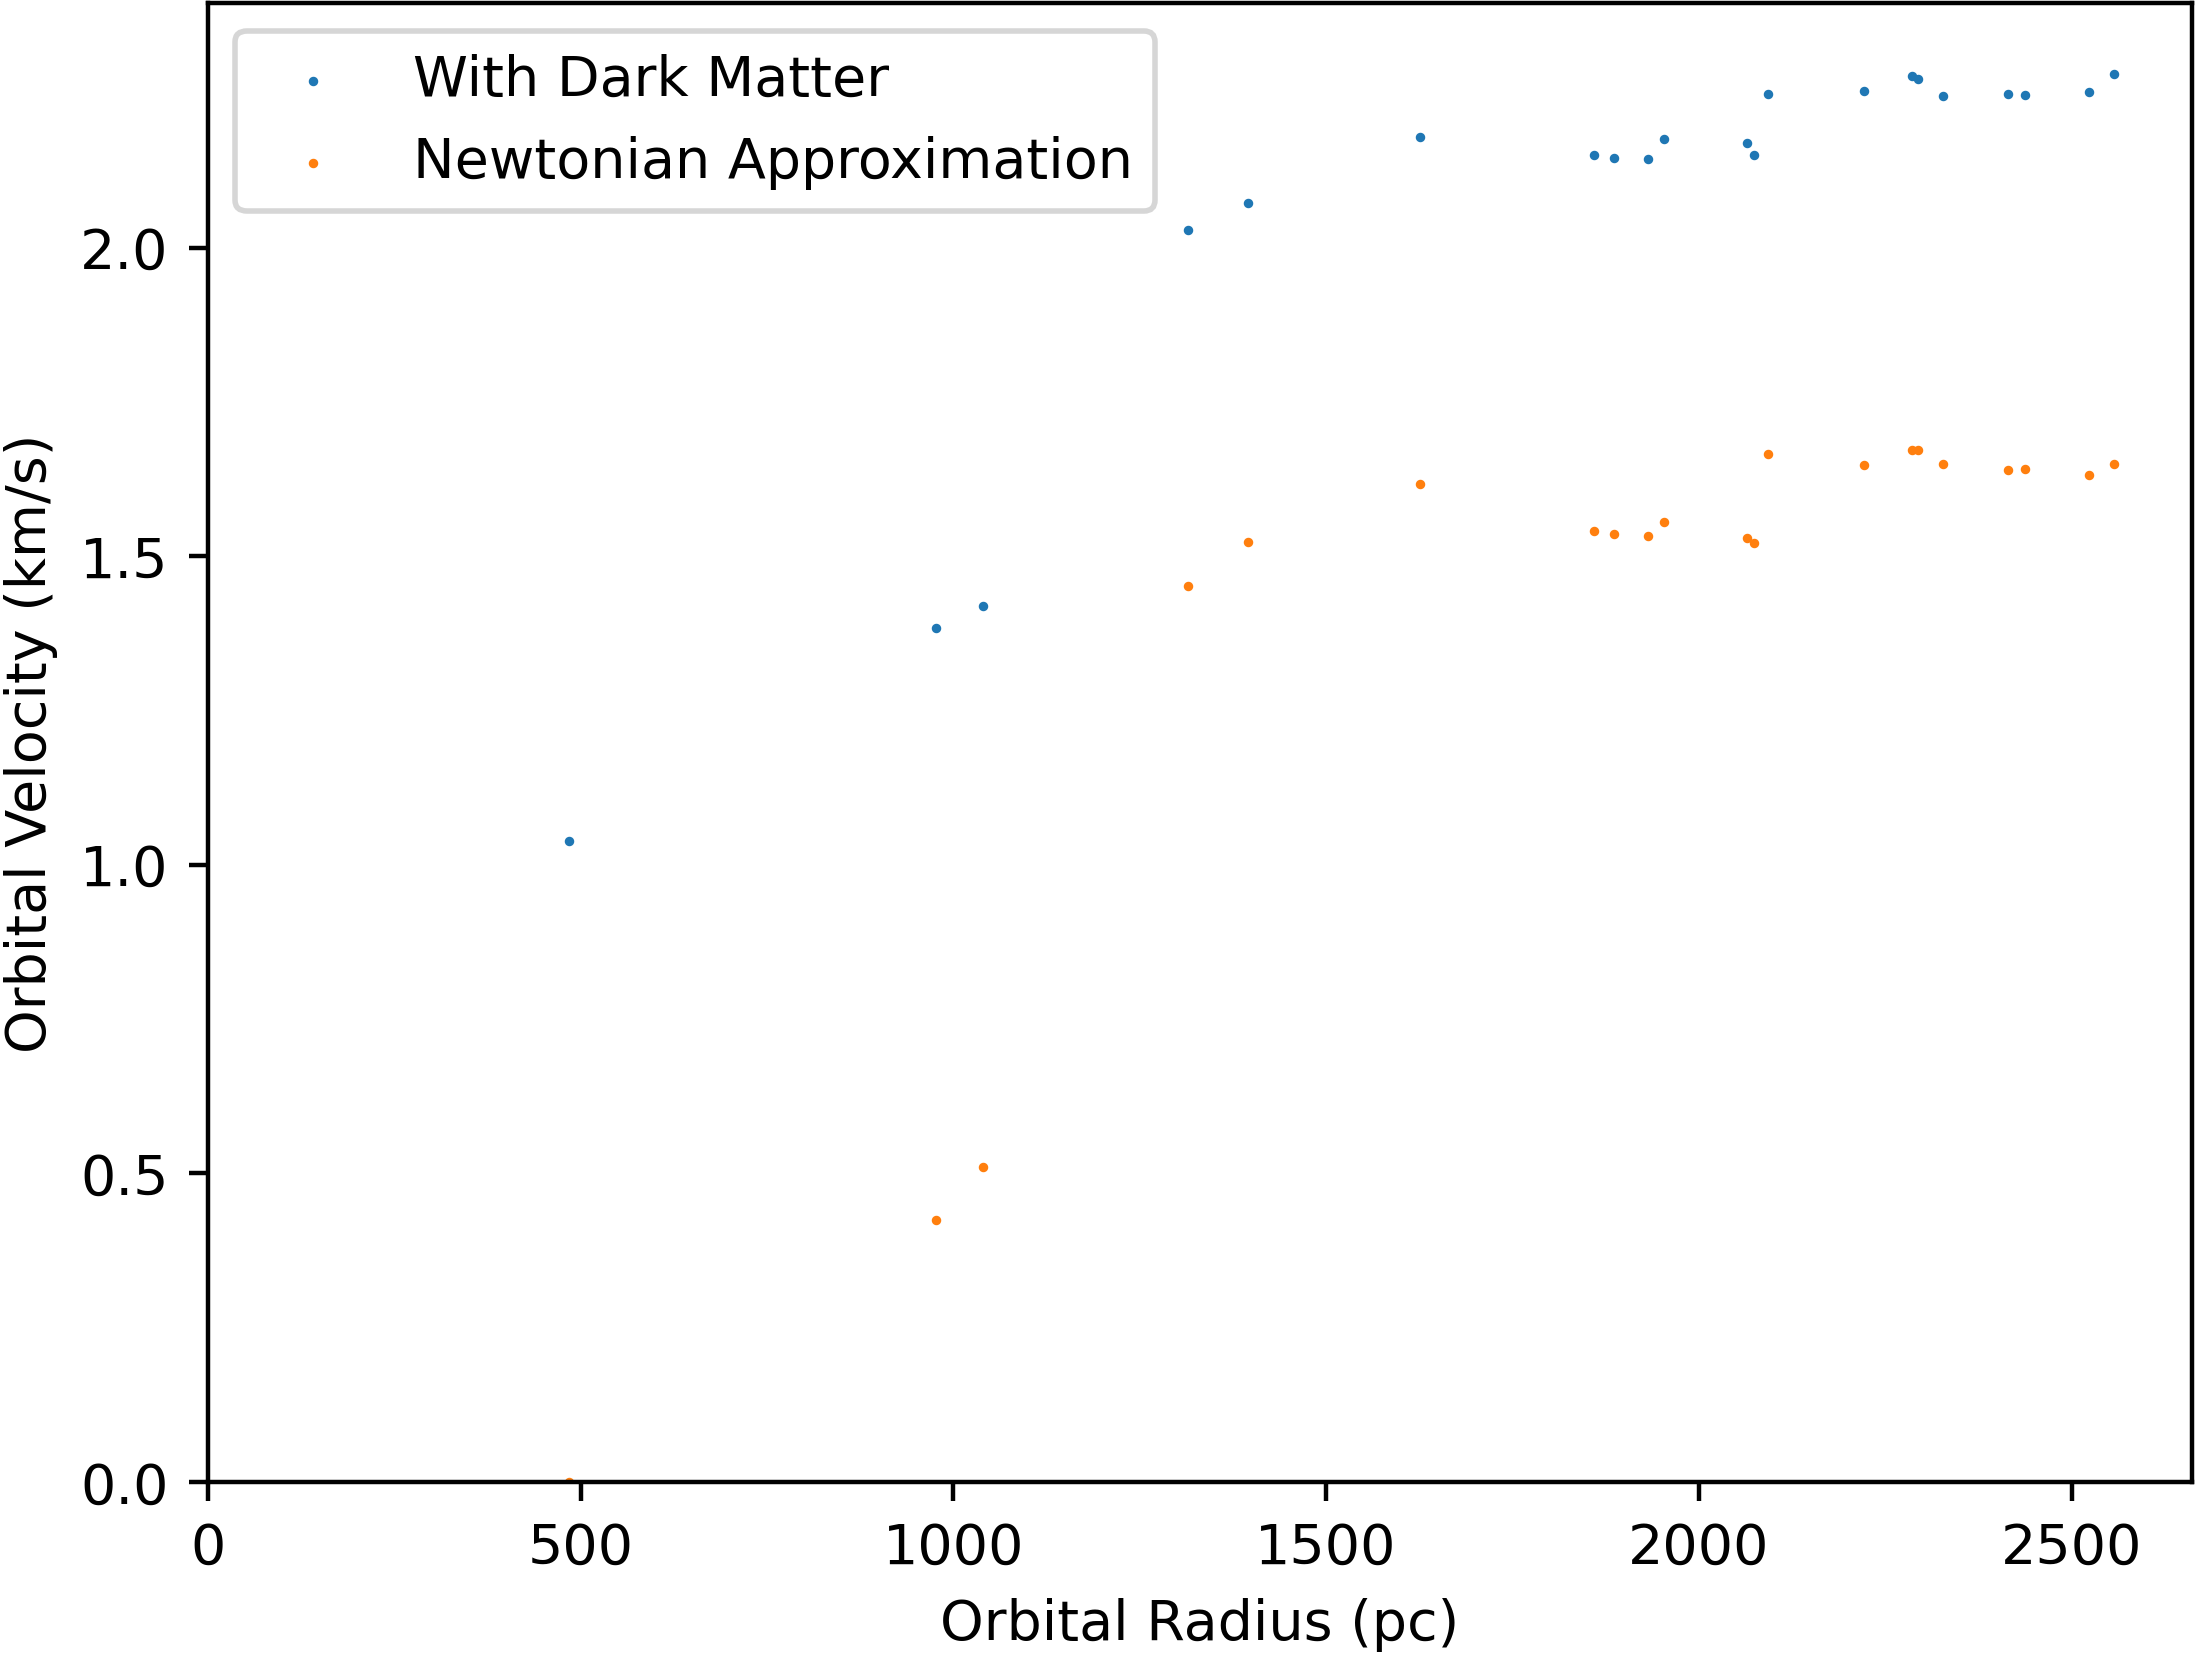 With Dark Matter
Newtonian Approximation
Orbital Velocity (km/s)
2.0
1.5
1.0
0.5
0.0
0 500 1000 1500 2000 2500
Orbital Radius (pc)